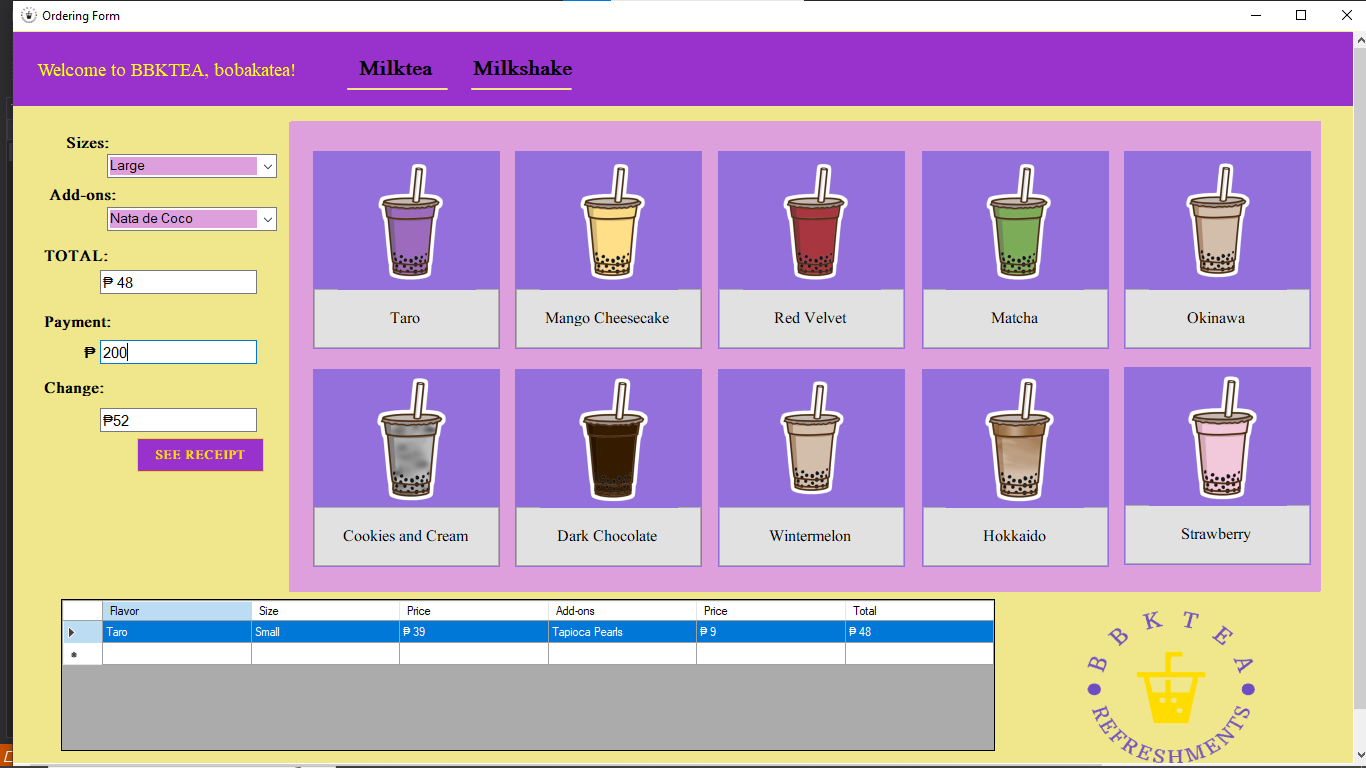 Ordering Form
Welcome to BBKTEA, bobakatea!
Milktea
Milkshake
Sizes:
Large
Add-ons:
Nata de Coco
TOTAL:
₱ 48
Payment:
₱ 200
Change:
₱52
SEE RECEIPT
Taro
Mango Cheesecake
Red Velvet
Matcha
Okinawa
Cookies and Cream
Dark Chocolate
Wintermelon
Hokkaido
Strawberry
Flavor Size Price Add-ons Price Total
Taro Small ₱ 39 Tapioca Pearls ₱ 9 ₱ 48
BBKTEA
REFRESHMENTS